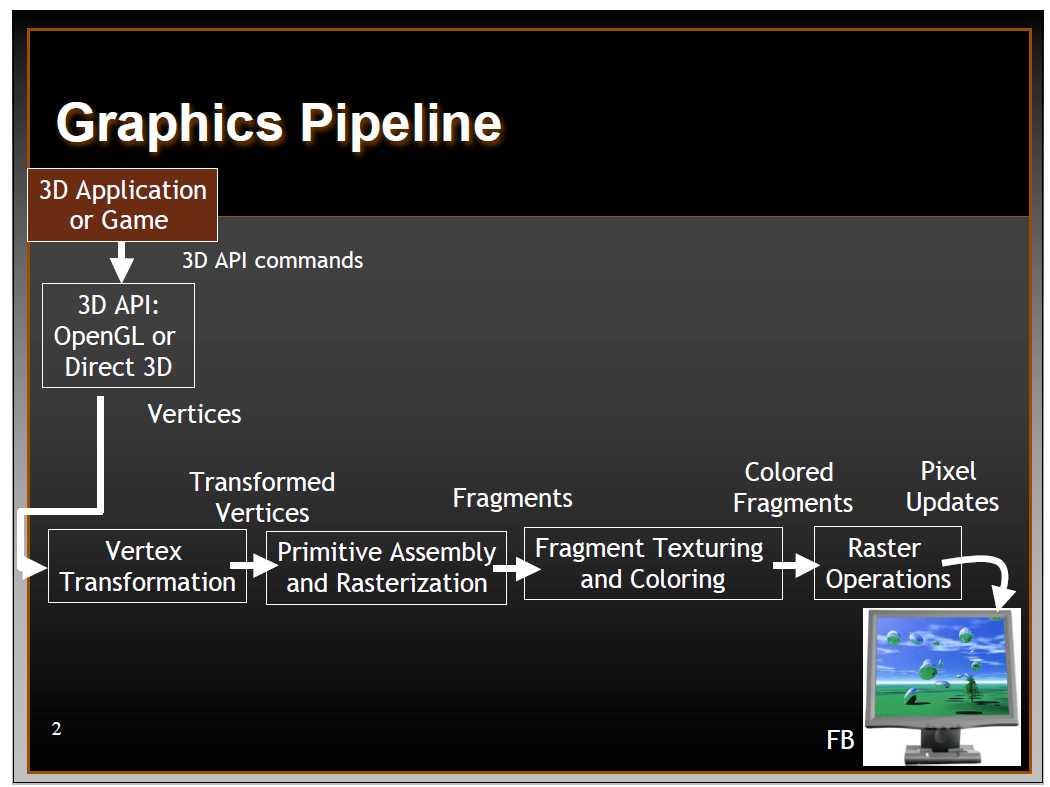 Graphics Pipeline
3D Application
or Game
3D API commands
3D API:
OpenGL or
Direct 3D
Vertices
Transformed
Vertices
Fragments
Colored
Fragments
Pixel
Updates
Vertex
Transformation
Primitive Assembly
and Rasterization
Fragment Texturing
and Coloring
Raster
Operations
2
FB